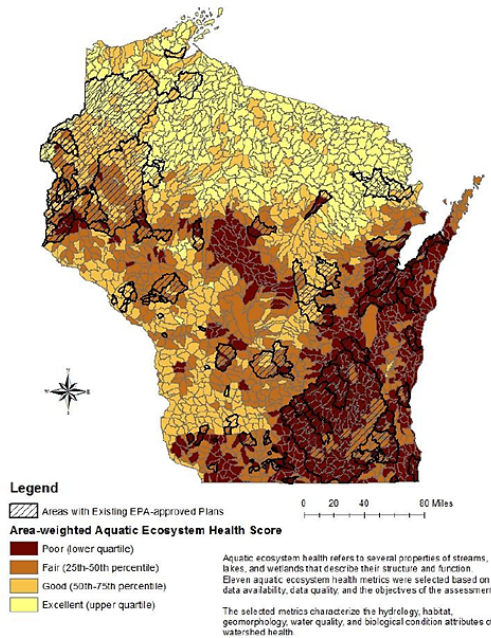 Legend
Areas with Existing EPA-approved Plans
Area-weighted Aquatic Ecosystem Health Score
Poor (lower quartile)
Fair (25th-50th percentile)
Good (50th-75th percentile)
Excellent (upper quartile)
0 20 40 80 Miles
Aquatic ecosystem health refers to several properties of streams,
lakes, and wetlands that describe their structure and function.
Eleven aquatic ecosystem health metrics were selected based on
data availability, data quality, and the objectives of the assessment
The selected metrics characterize the hydrology, habitat,
geomorphology, water quality, and biological condition attributes of
watershed health.